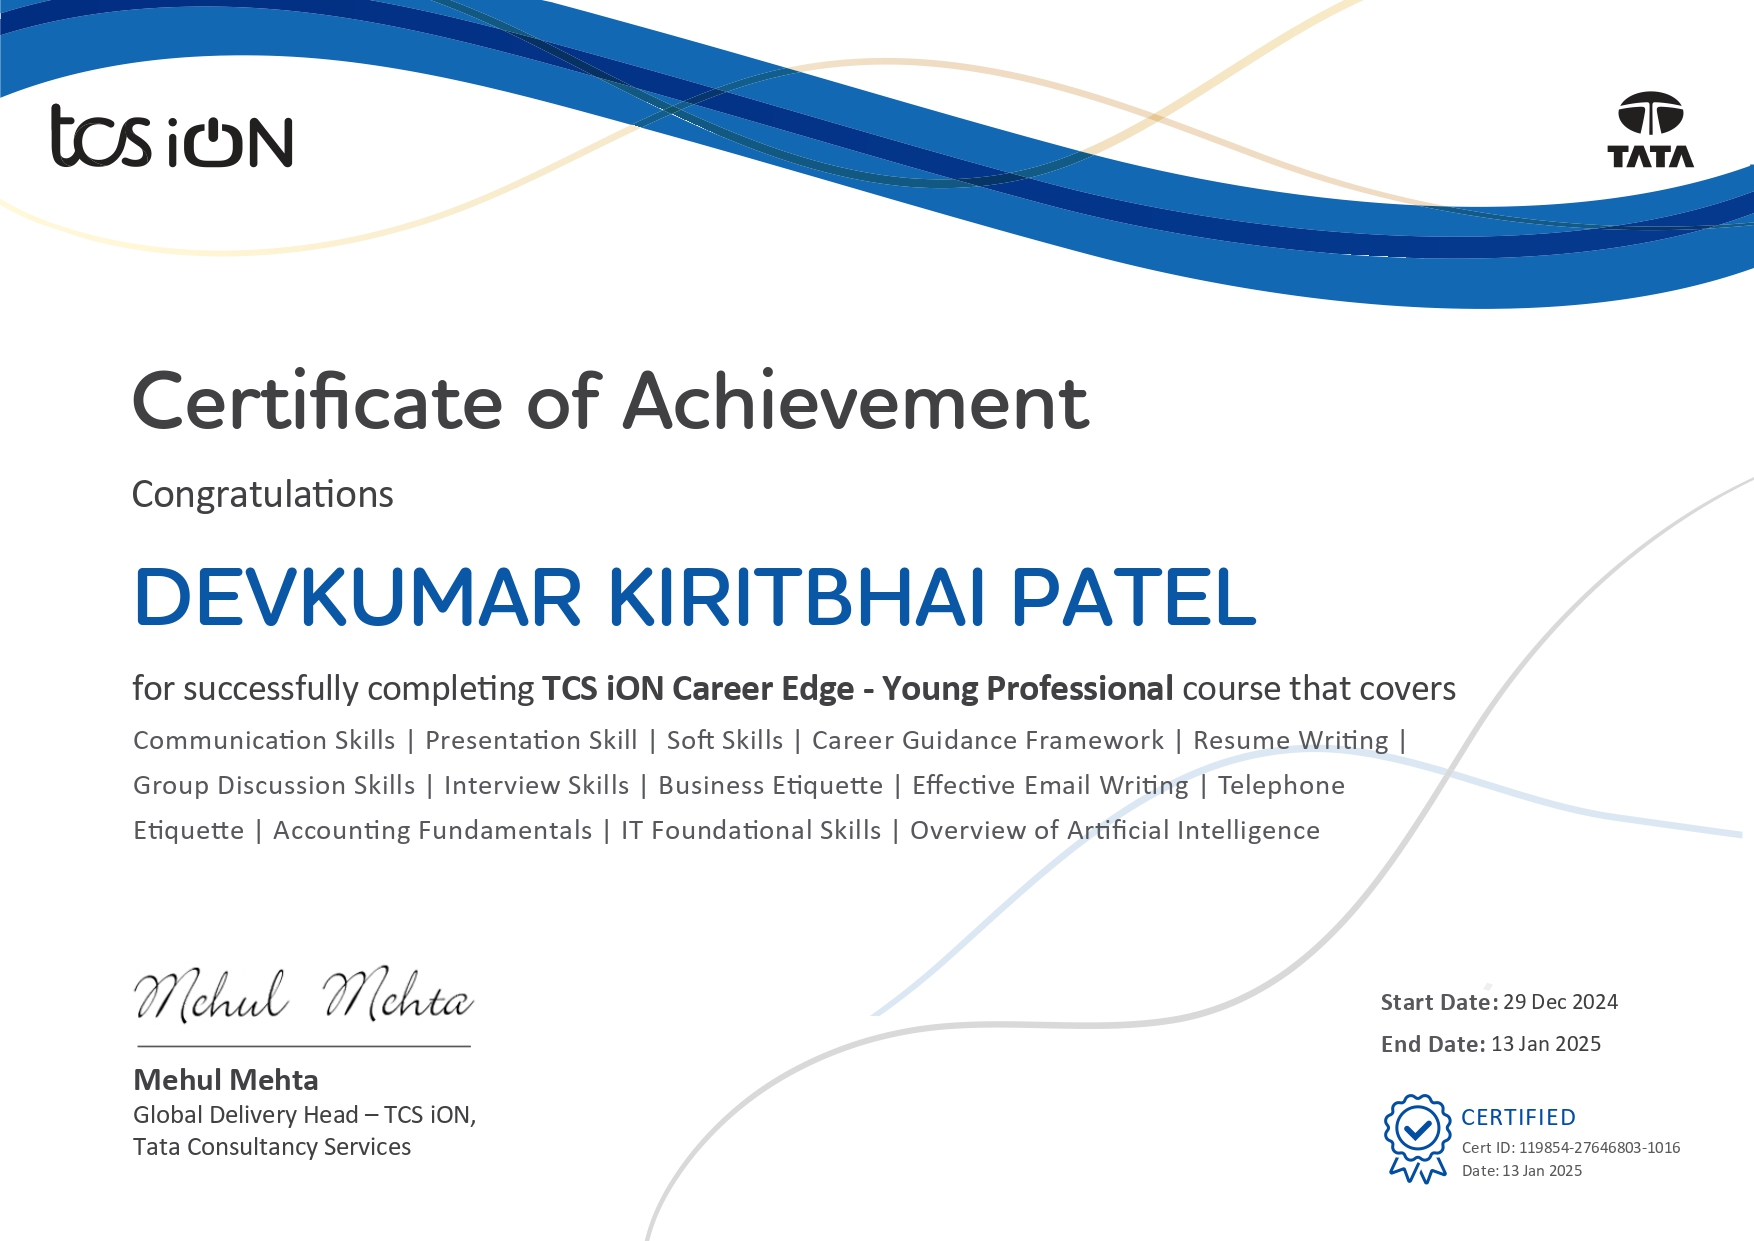 tcs iON
TATA
Certificate of Achievement
Congratulations
DEVKUMAR KIRITBHAI PATEL
for successfully completing TCS iON Career Edge - Young Professional course that covers
Communication Skills | Presentation Skill | Soft Skills | Career Guidance Framework | Resume Writing |
Group Discussion Skills | Interview Skills | Business Etiquette | Effective Email Writing | Telephone
Etiquette | Accounting Fundamentals | IT Foundational Skills | Overview of Artificial Intelligence
Mehul Mehta
Mehul Mehta
Global Delivery Head – TCS iON,
Tata Consultancy Services
Start Date: 29 Dec 2024
End Date: 13 Jan 2025
CERTIFIED
Cert ID: 119854-27646803-1016
Date: 13 Jan 2025